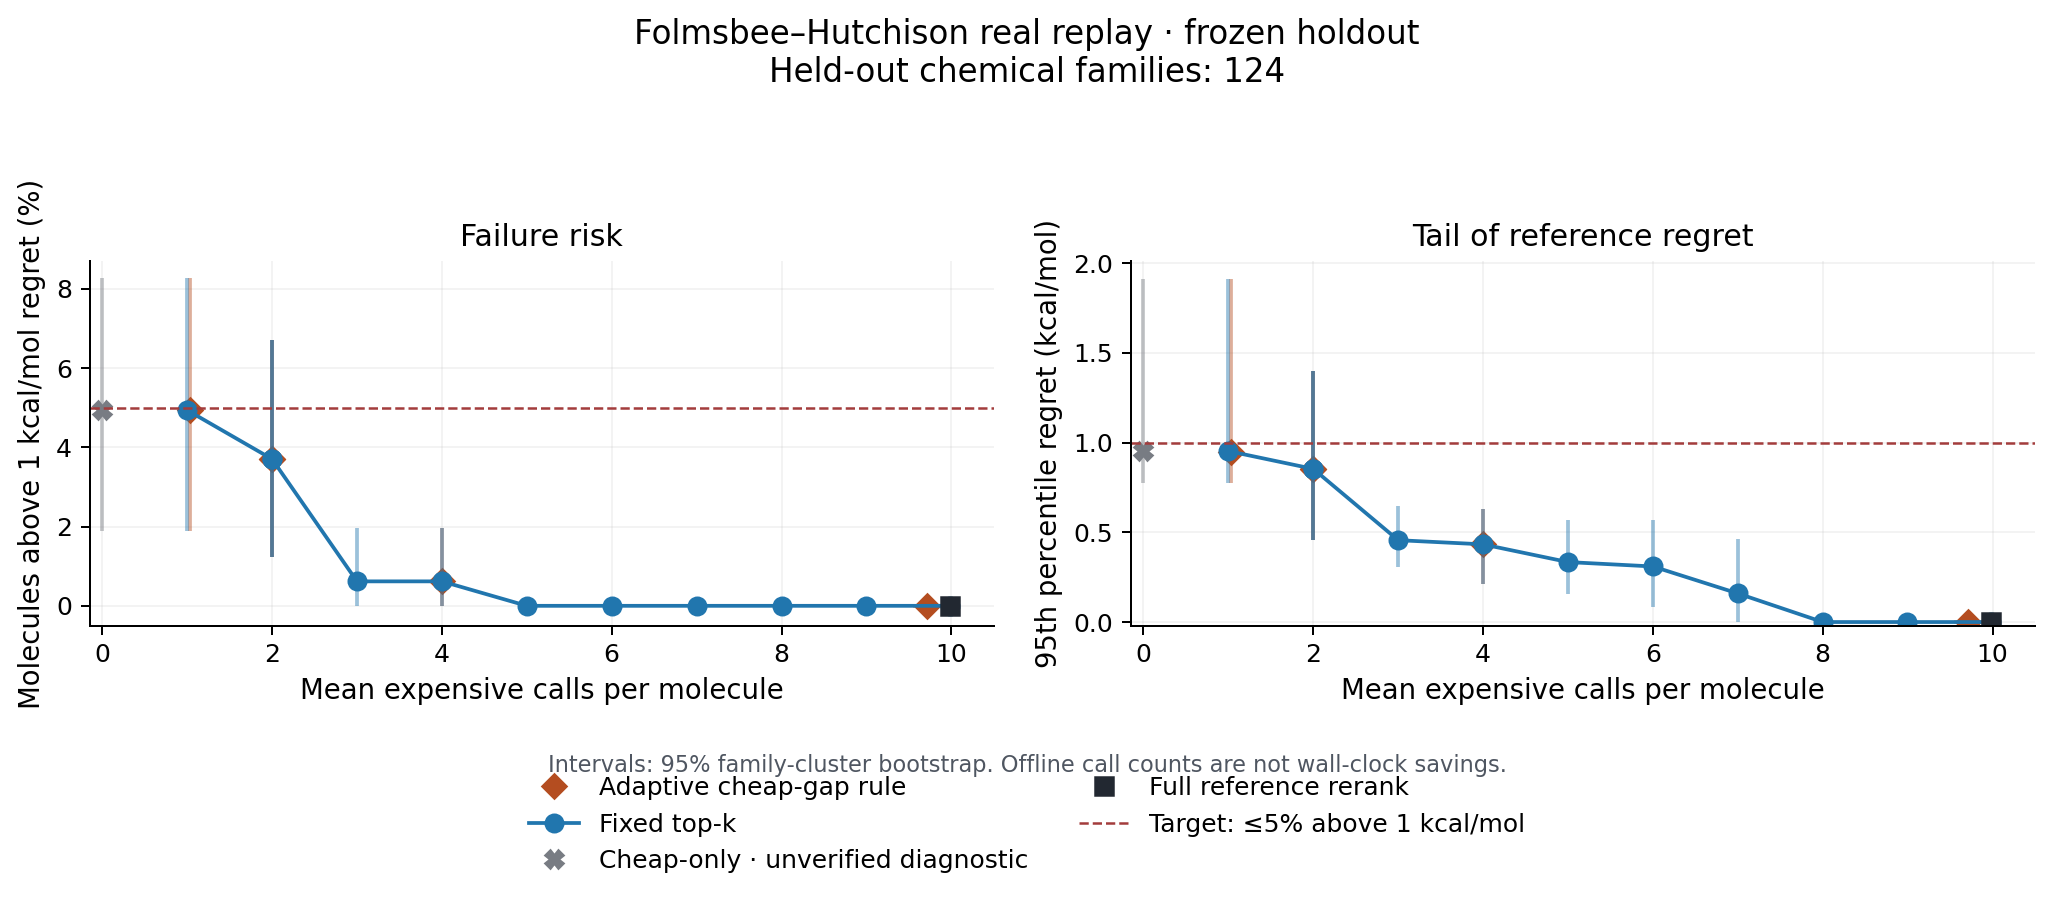 Folmsbee–Hutchison real replay · frozen holdout
Held-out chemical families: 124
Failure risk
Molecules above 1 kcal/mol regret (%)
8
6
4
2
0
0 2 4 6 8 10
Mean expensive calls per molecule
Tail of reference regret
95th percentile regret (kcal/mol)
2.0
1.5
1.0
0.5
0.0
0 2 4 6 8 10
Mean expensive calls per molecule
Intervals: 95% family-cluster bootstrap. Offline call counts are not wall-clock savings.
Adaptive cheap-gap rule
Fixed top-k
Cheap-only · unverified diagnostic
Full reference rerank
Target: ≤5% above 1 kcal/mol